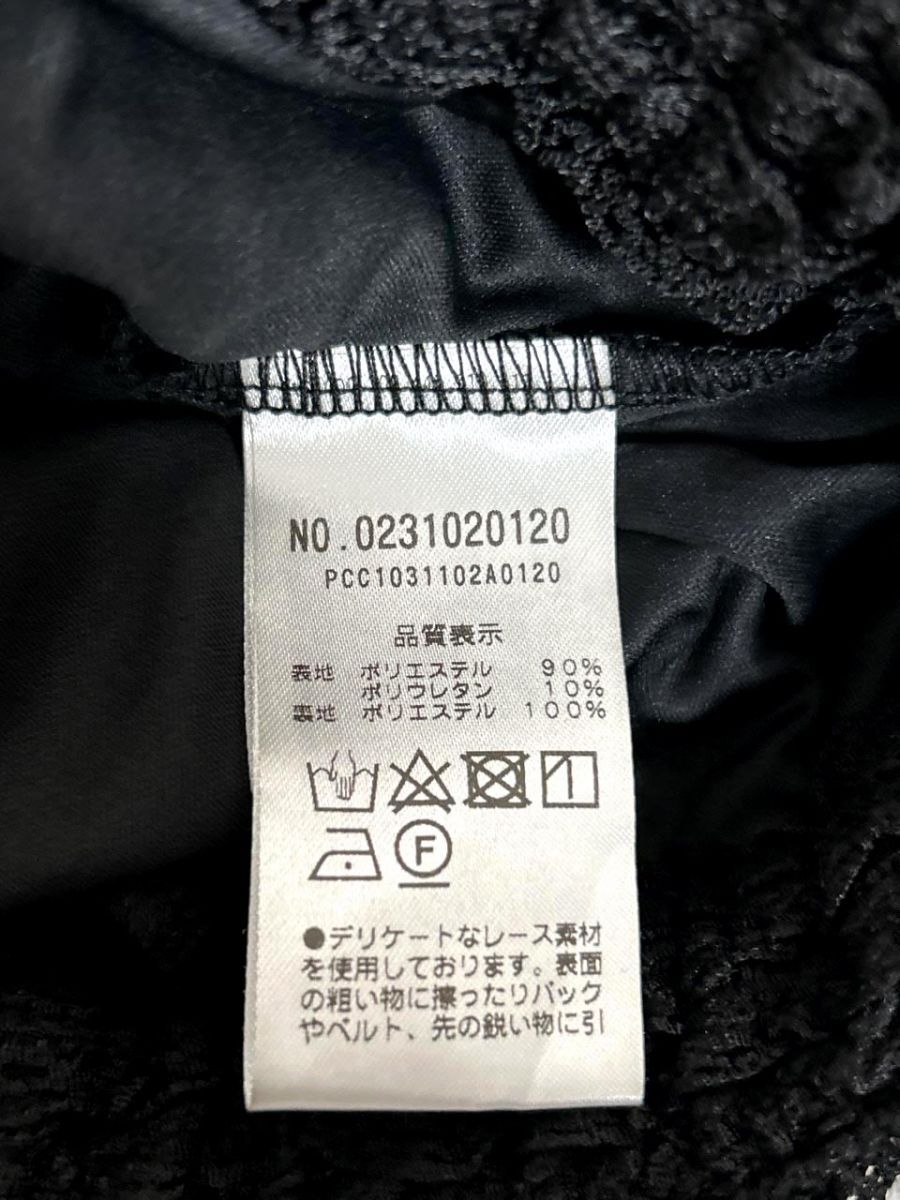 NO.0231020120
PCC1031102A0120
品質表示
表地 ポリエステル 90%
ポリウレタン 10%
裏地 ポリエステル 100%
F
●デリケートなレース素材
を使用しております。表面
の粗い物に擦ったりバック
やベルト、先の鋭い物に引